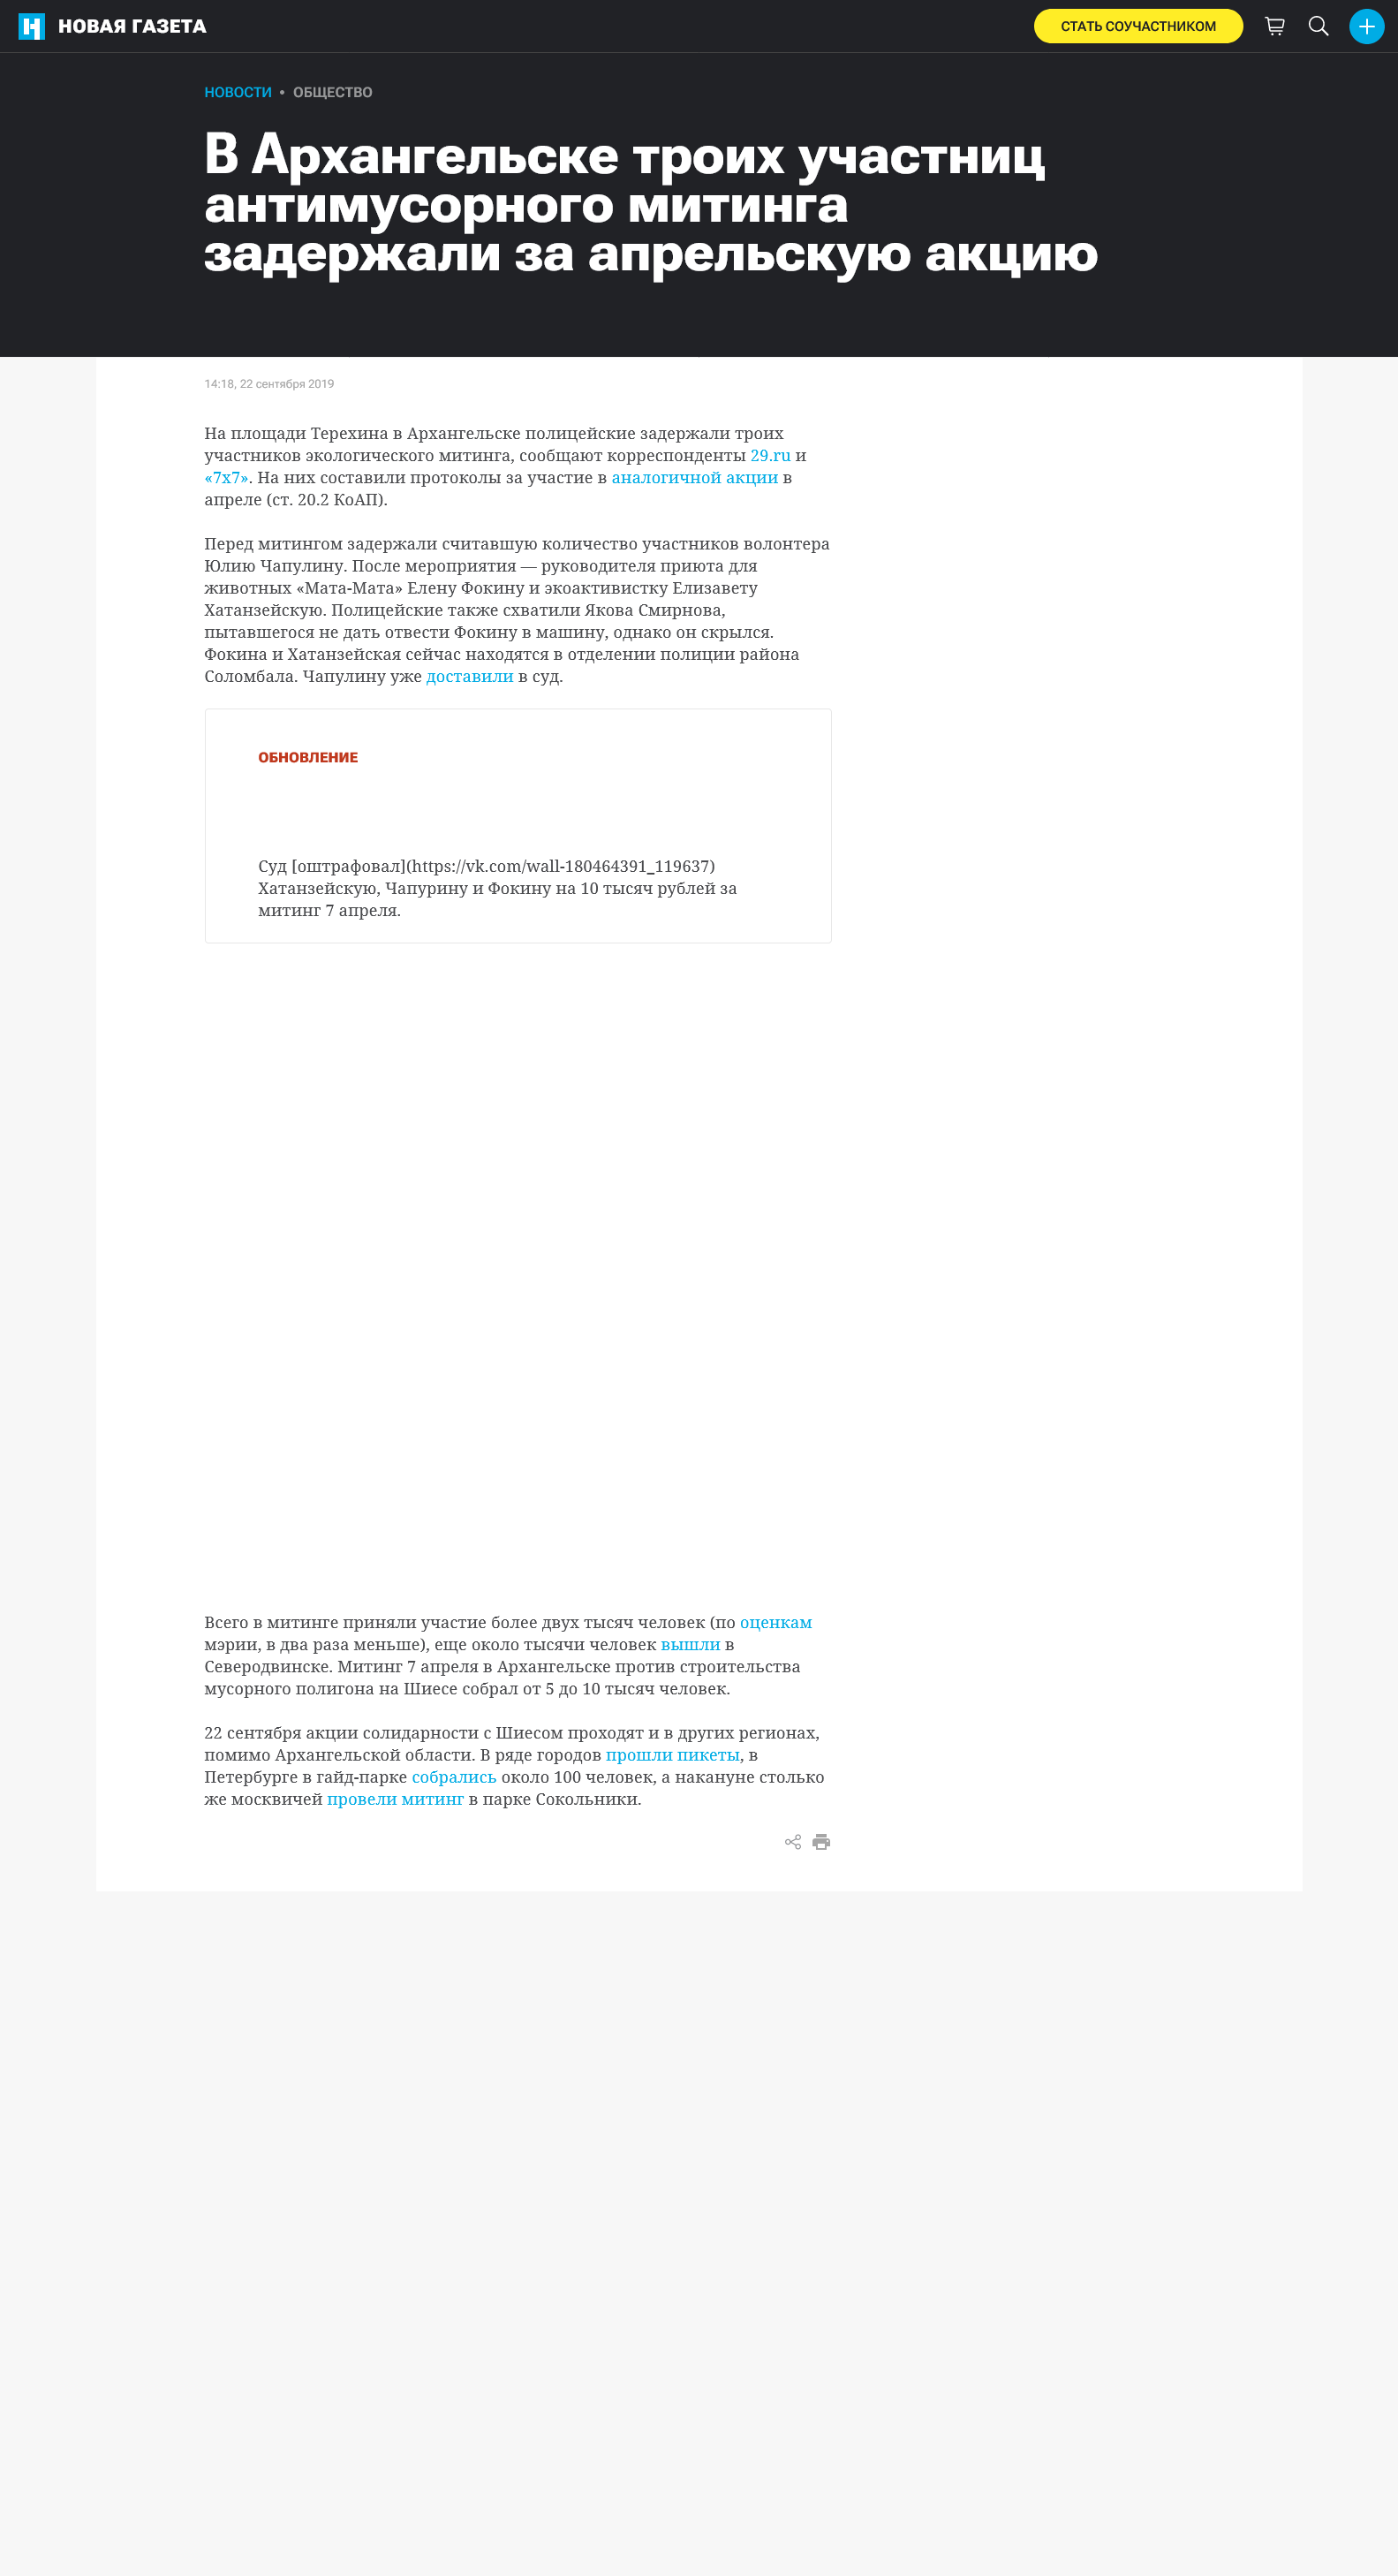 НОВАЯ ГАЗЕТА
СТАТЬ СОУЧАСТНИКОМ
НОВОСТИ • ОБЩЕСТВО
В Архангельске троих участниц
антимусорного митинга
задержали за апрельскую акцию
14:18, 22 сентября 2019
На площади Терехина в Архангельске полицейские задержали троих
участников экологического митинга, сообщают корреспонденты 29.ru и
«7x7». На них составили протоколы за участие в аналогичной акции в
апреле (ст. 20.2 КоАП).
Перед митингом задержали считавшую количество участников волонтера
Юлию Чапулину. После мероприятия — руководителя приюта для
животных «Мата-Мата» Елену Фокину и экоактивистку Елизавету
Хатанзейскую. Полицейские также схватили Якова Смирнова,
пытавшегося не дать отвести Фокину в машину, однако он скрылся.
Фокина и Хатанзейская сейчас находятся в отделении полиции района
Соломбала. Чапулину уже доставили в суд.
ОБНОВЛЕНИЕ
Суд [оштрафовал](https://vk.com/wall-180464391_119637)
Хатанзейскую, Чапурину и Фокину на 10 тысяч рублей за
митинг 7 апреля.
Всего в митинге приняли участие более двух тысяч человек (по оценкам
мэрии, в два раза меньше), еще около тысячи человек вышли в
Северодвинске. Митинг 7 апреля в Архангельске против строительства
мусорного полигона на Шиесе собрал от 5 до 10 тысяч человек.
22 сентября акции солидарности с Шиесом проходят и в других регионах,
помимо Архангельской области. В ряде городов прошли пикеты, в
Петербурге в гайд-парке собрались около 100 человек, а накануне столько
же москвичей провели митинг в парке Сокольники.